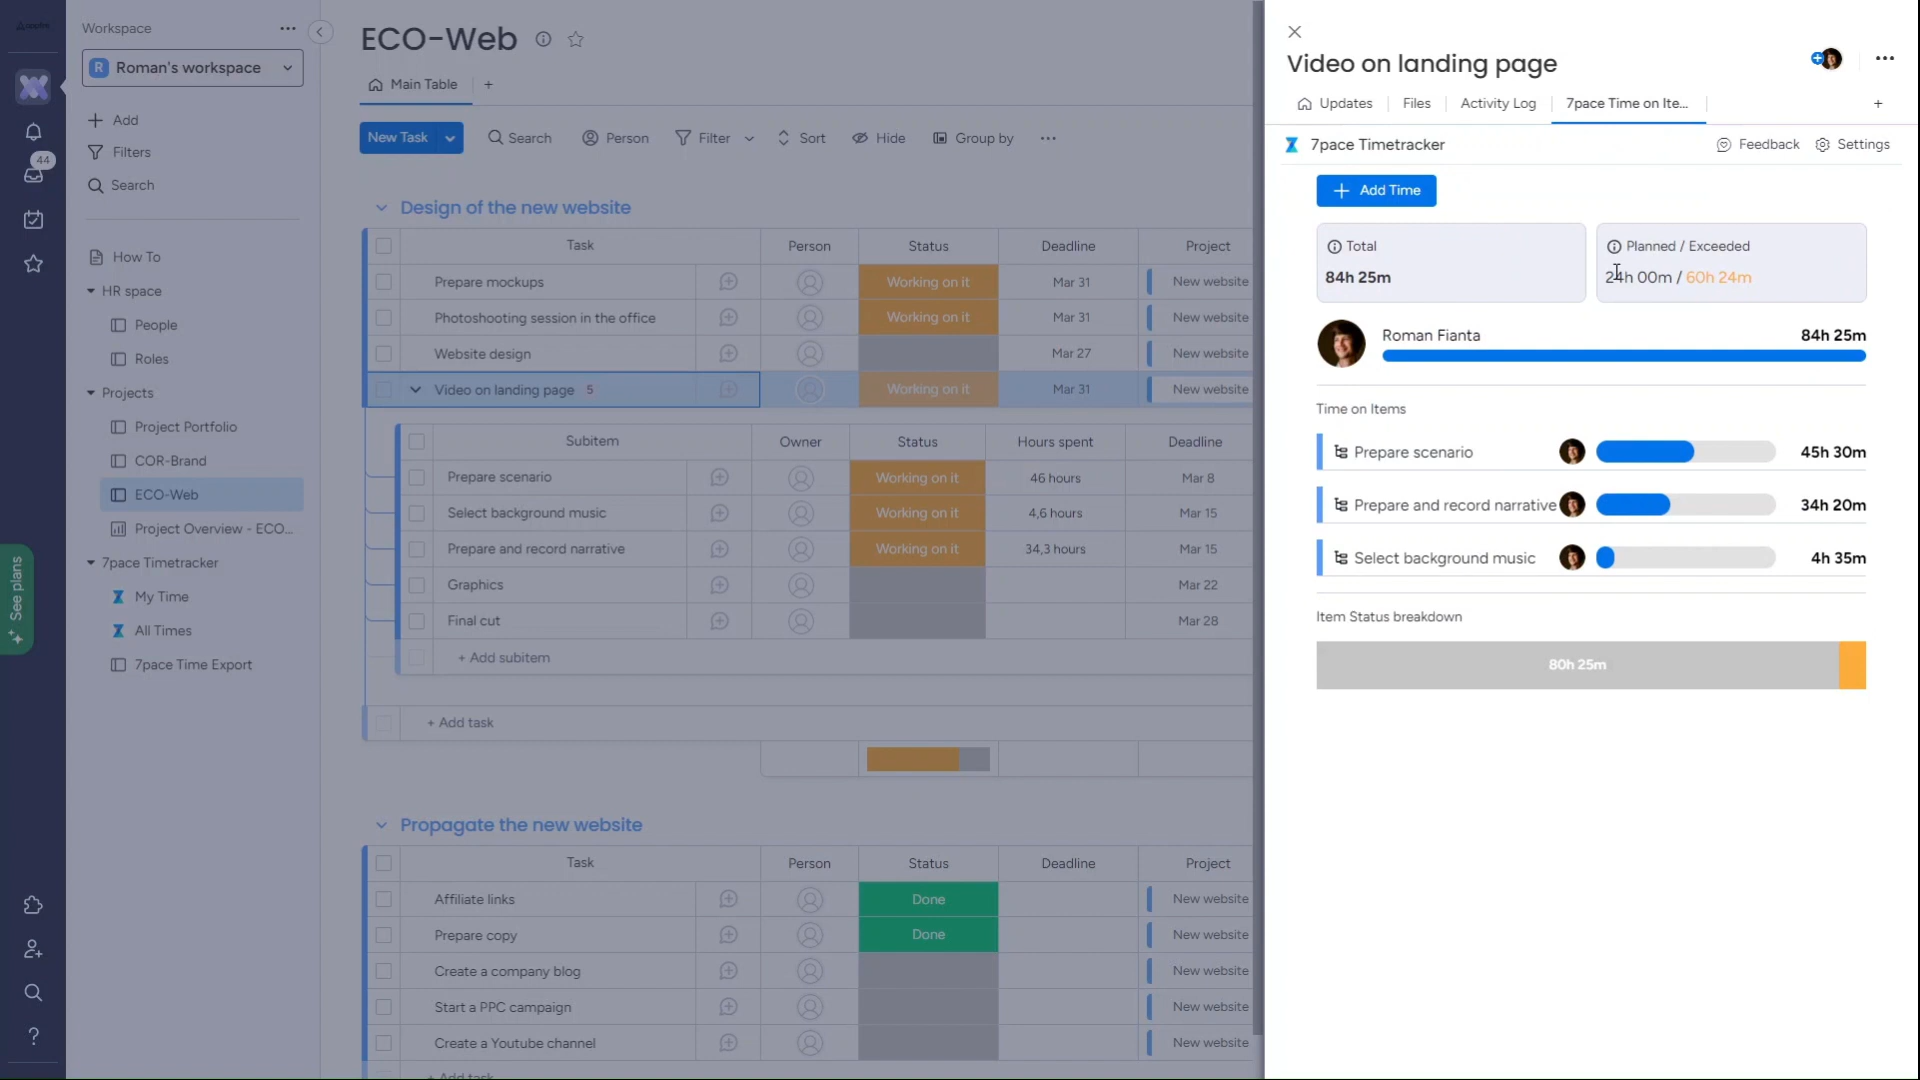 Workspace
R Roman's workspace
Add
Filters
Search
44
How To
HR space
People
Roles
Projects
Project Portfolio
COR-Brand
ECO-Web
Project Overview - ECO...
7pace Timetracker
My Time
All Times
7pace Time Export
See plans
?
ECO-Web
Main Table +
New Task Search Person Filter Sort Hide Group by
Design of the new website
Task Person Status Deadline Project
Prepare mockups Working on it Mar 31 New website
Photoshooting session in the office Working on it Mar 31 New website
Website design Mar 27 New website
Video on landing page 5 Working on it Mar 31 New website
Subitem Owner Status Hours spent Deadline
Prepare scenario Working on it 46 hours Mar 8
Select background music Working on it 4,6 hours Mar 15
Prepare and record narrative Working on it 34,3 hours Mar 15
Graphics Mar 22
Final cut Mar 28
+ Add subitem
+ Add task
Propagate the new website
Task Person Status Deadline Project
Affiliate links Done New website
Prepare copy Done New website
Create a company blog New website
Start a PPC campaign New website
Create a Youtube channel New website
+ Add task
Video on landing page
Updates Files Activity Log 7pace Time on Ite... +
7pace Timetracker Feedback Settings
+ Add Time
Total
84h 25m
Planned / Exceeded
24h 00m / 60h 24m
Roman Fianta 84h 25m
Time on Items
Prepare scenario 45h 30m
Prepare and record narrative 34h 20m
Select background music 4h 35m
Item Status breakdown
80h 25m